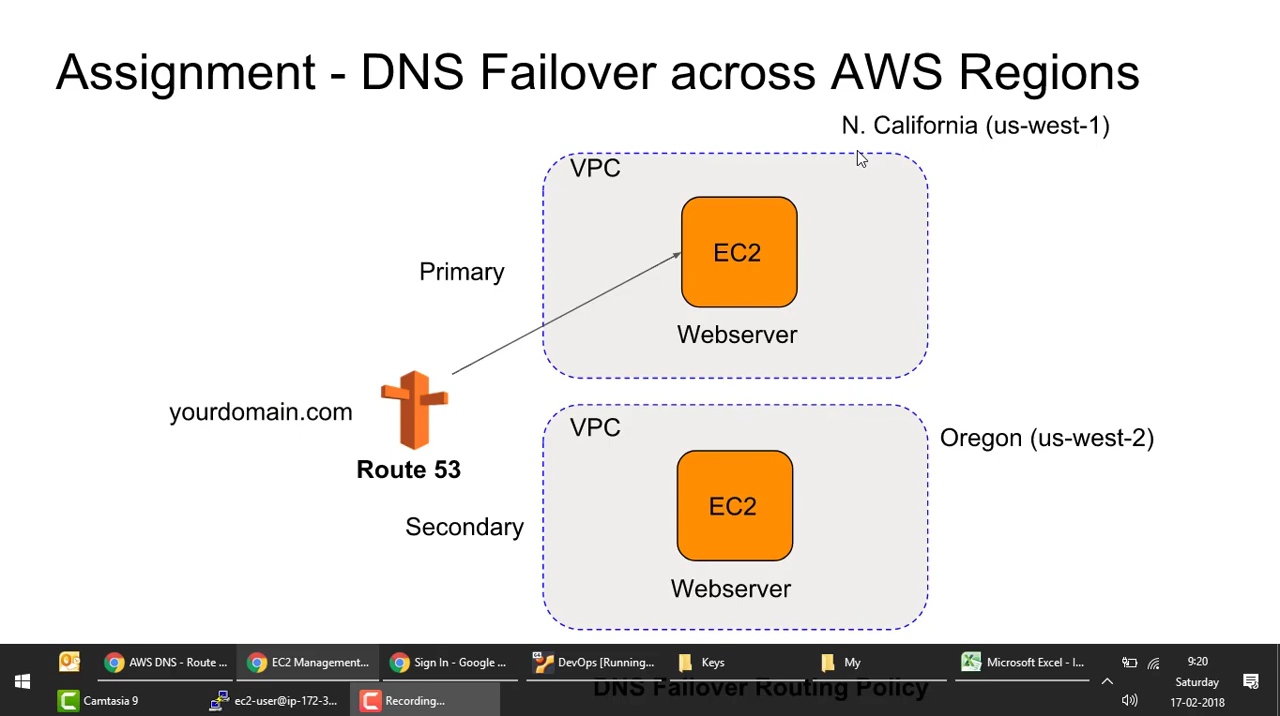 Assignment - DNS Failover across AWS Regions
N. California (us-west-1)
VPC
EC2
Primary
Webserver
yourdomain.com
Route 53
VPC
Oregon (us-west-2)
EC2
Secondary
Webserver
AWS DNS - Route ...
EC2 Management...
Sign In - Google ...
DevOps [Running...
Keys
My
Microsoft Excel - I...
9:20
Saturday
17-02-2018
Camtasia 9
ec2-user@ip-172-3...
Recording...
DNS Failover Routing Policy